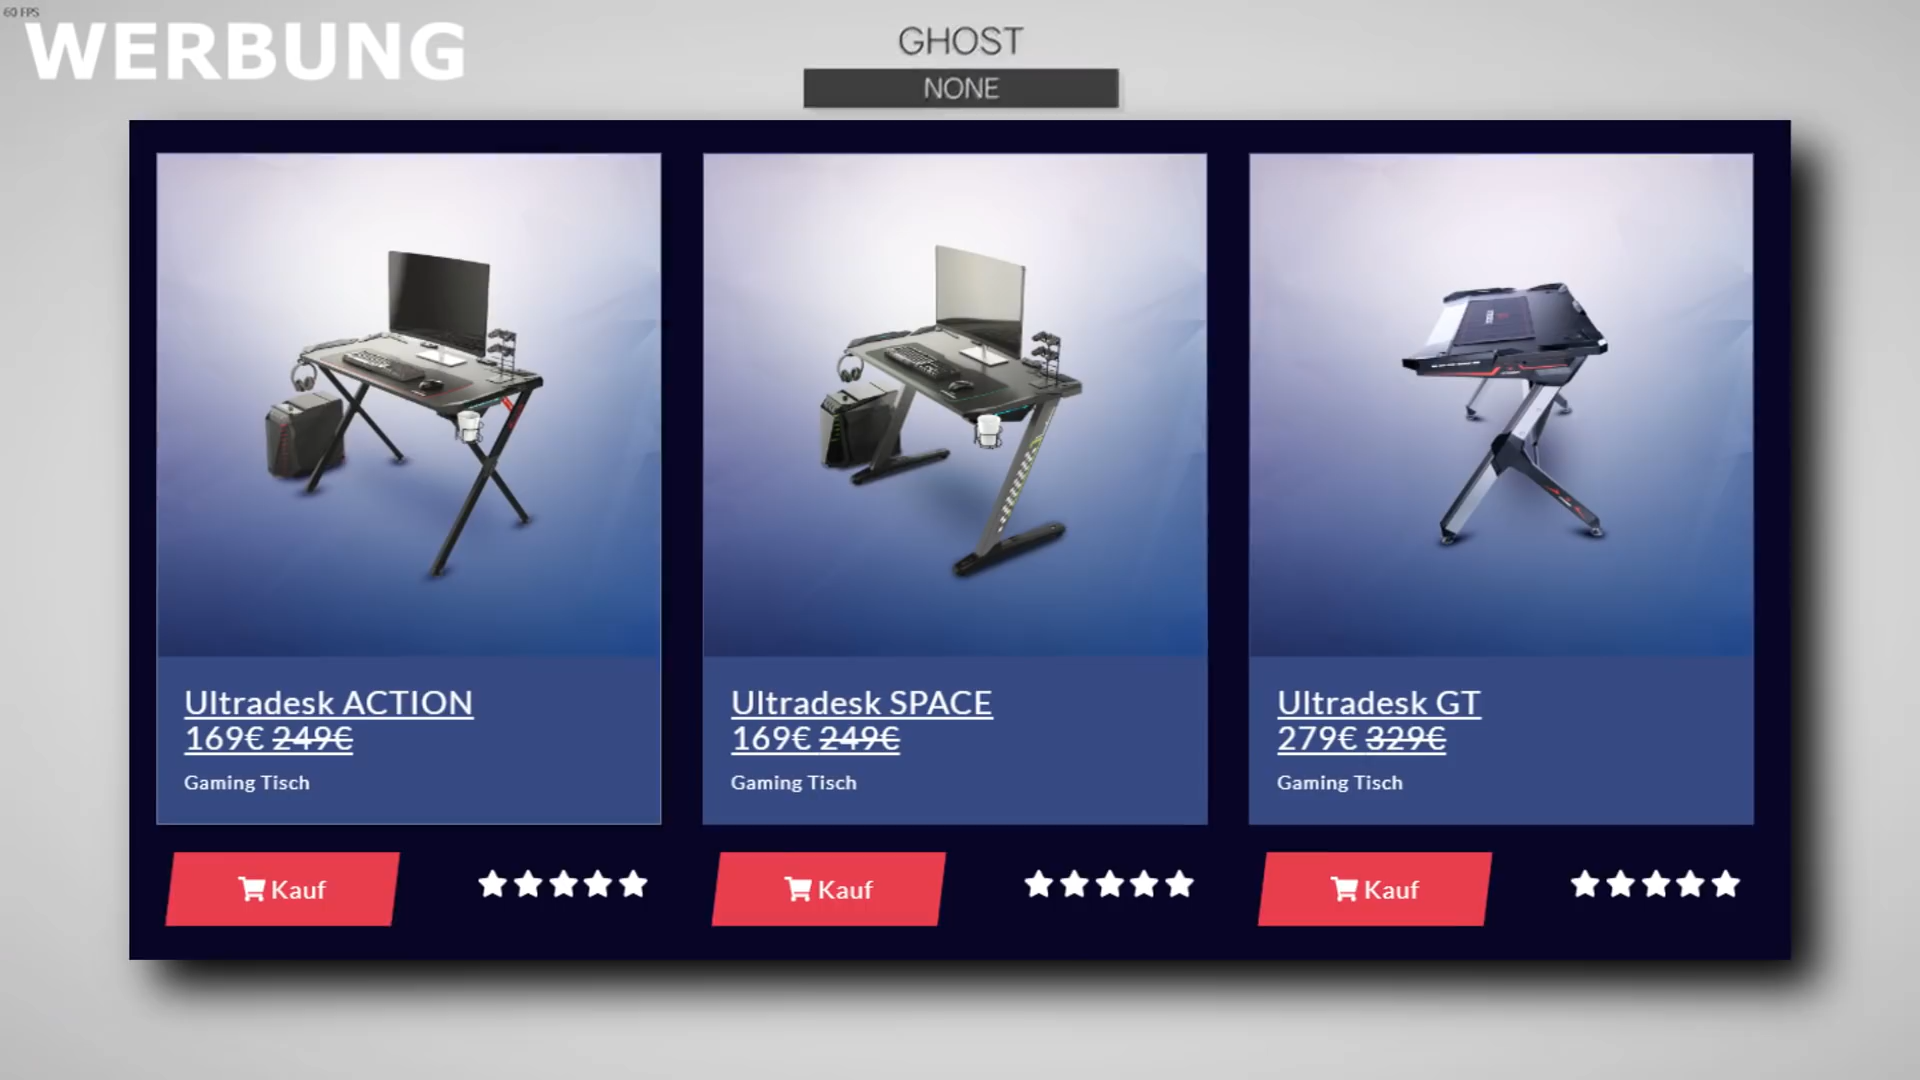 60 FPS
WERBUNG
GHOST
NONE
Ultradesk ACTION
169€ 249€
Gaming Tisch
Kauf
Ultradesk SPACE
169€ 249€
Gaming Tisch
Kauf
Ultradesk GT
279€ 329€
Gaming Tisch
Kauf